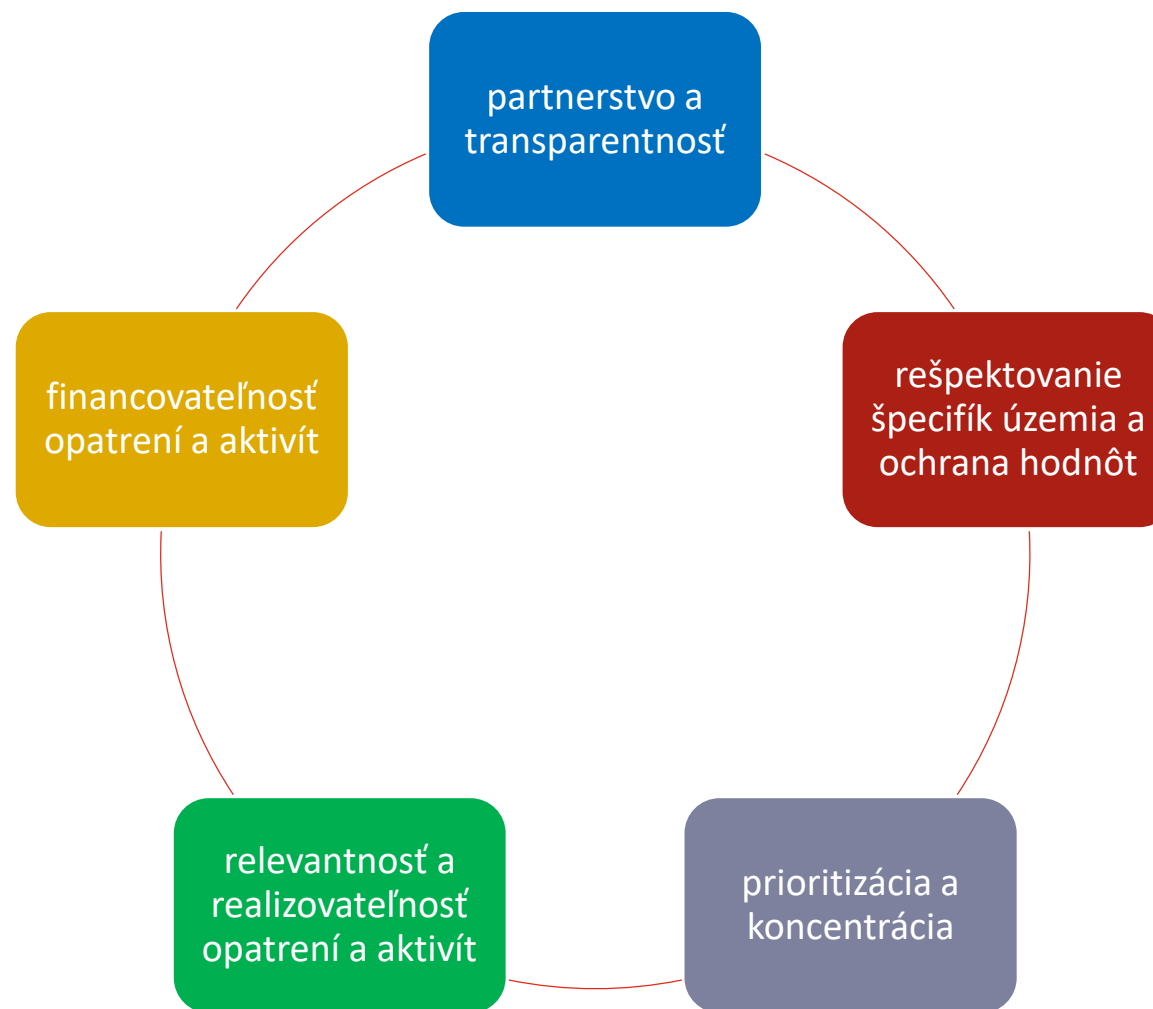 partnerstvo a
transparentnosť
rešpektovanie
špecifík územia a
ochrana hodnôt
prioritizácia a
koncentrácia
relevantnosť a
realizovateľnosť
opatrení a aktivít
financovateľnosť
opatrení a aktivít